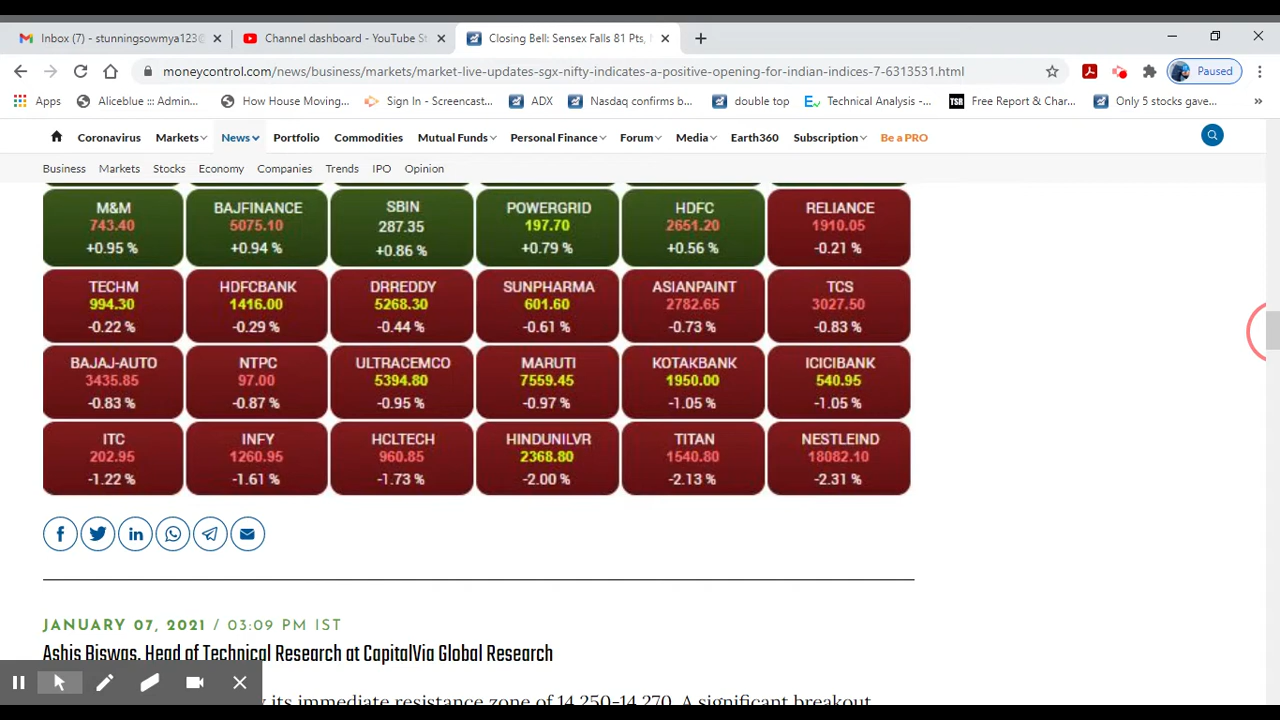 Inbox (7) - stunningsowmya123@
Channel dashboard - YouTube St
Closing Bell: Sensex Falls 81 Pts,
moneycontrol.com/news/business/markets/market-live-updates-sgx-nifty-indicates-a-positive-opening-for-indian-indices-7-6313531.html
Paused
Apps Aliceblue ::: Admin... How House Moving... Sign In - Screencast... ADX Nasdaq confirms b... double top Technical Analysis -... TSR Free Report & Char... Only 5 stocks gave... »
Coronavirus Markets News Portfolio Commodities Mutual Funds Personal Finance Forum Media Earth360 Subscription Be a PRO
Business Markets Stocks Economy Companies Trends IPO Opinion
M&M BAJFINANCE SBIN POWERGRID HDFC RELIANCE
743.40 5075.10 287.35 197.70 2651.20 1910.05
+0.95 % +0.94 % +0.86 % +0.79 % +0.56 % -0.21 %
TECHM HDFCBANK DRREDDY SUNPHARMA ASIANPAINT TCS
994.30 1416.00 5268.30 601.60 2782.65 3027.50
-0.22 % -0.29 % -0.44 % -0.61 % -0.73 % -0.83 %
BAJAJ-AUTO NTPC ULTRACEMCO MARUTI KOTAKBANK ICICIBANK
3435.85 97.00 5394.80 7559.45 1950.00 540.95
-0.83 % -0.87 % -0.95 % -0.97 % -1.05 % -1.05 %
ITC INFY HCLTECH HINDUNILVR TITAN NESTLEIND
202.95 1260.95 960.85 2368.80 1540.80 18082.10
-1.22 % -1.61 % -1.73 % -2.00 % -2.13 % -2.31 %
JANUARY 07, 2021 / 03:09 PM IST
Ashis Biswas, Head of Technical Research at CapitalVia Global Research
its immediate resistance zone of 14,250-14,270. A significant breakout